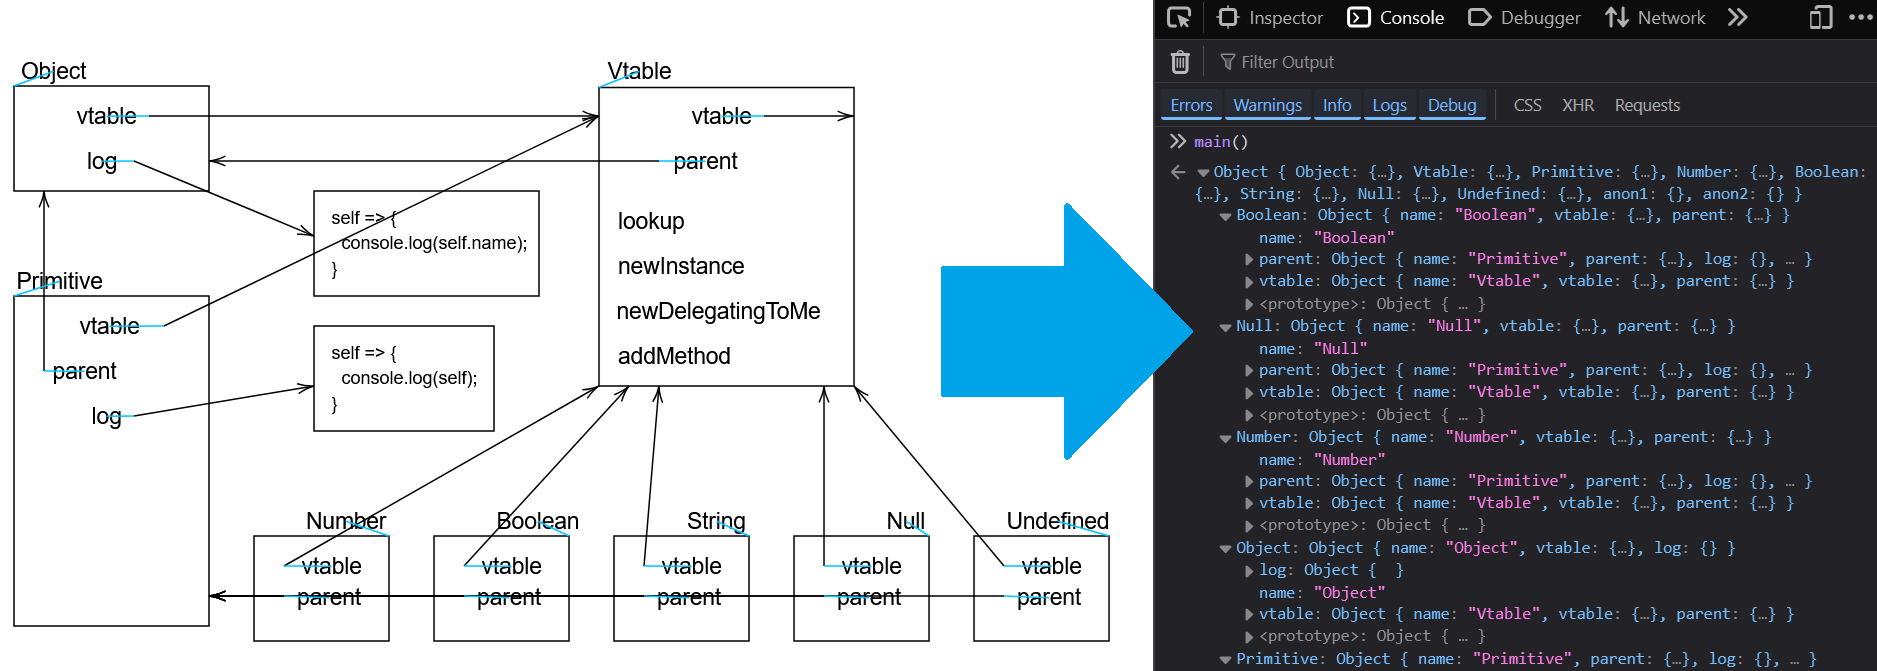 Object
vtable
log
Primitive
vtable
parent
log
self => {
console.log(self.name);
}
self => {
console.log(self);
}
Vtable
vtable
parent
lookup
newInstance
newDelegatingToMe
addMethod
Number
vtable
parent
Boolean
vtable
parent
String
vtable
parent
Null
vtable
parent
Undefined
vtable
parent
Inspector Console Debugger Network
Filter Output
Errors Warnings Info Logs Debug CSS XHR Requests
main()
Object { Object: {…}, Vtable: {…}, Primitive: {…}, Number: {…}, Boolean:
{…}, String: {…}, Null: {…}, Undefined: {…}, anon1: {}, anon2: {} }
Boolean: Object { name: "Boolean", vtable: {…}, parent: {…} }
name: "Boolean"
parent: Object { name: "Primitive", parent: {…}, log: {}, … }
vtable: Object { name: "Vtable", vtable: {…}, parent: {…} }
<prototype>: Object { … }
Null: Object { name: "Null", vtable: {…}, parent: {…} }
name: "Null"
parent: Object { name: "Primitive", parent: {…}, log: {}, … }
vtable: Object { name: "Vtable", vtable: {…}, parent: {…} }
<prototype>: Object { … }
Number: Object { name: "Number", vtable: {…}, parent: {…} }
name: "Number"
parent: Object { name: "Primitive", parent: {…}, log: {}, … }
vtable: Object { name: "Vtable", vtable: {…}, parent: {…} }
<prototype>: Object { … }
Object: Object { name: "Object", vtable: {…}, log: {} }
log: Object {  }
name: "Object"
vtable: Object { name: "Vtable", vtable: {…}, parent: {…} }
<prototype>: Object { … }
Primitive: Object { name: "Primitive", parent: {…}, log: {}, … }